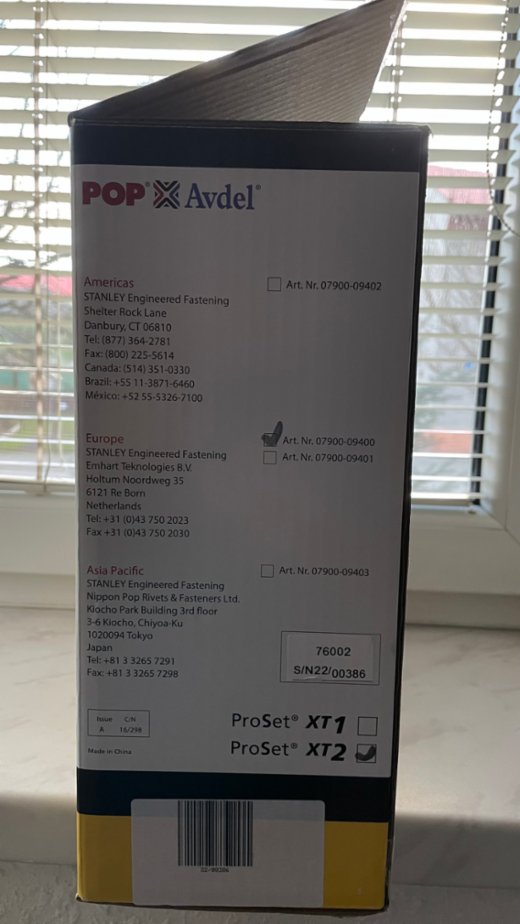 POP® Avdel®
Americas
STANLEY Engineered Fastening
Shelter Rock Lane
Danbury, CT 06810
Tel: (877) 364-2781
Fax: (800) 225-5614
Canada: (514) 351-0330
Brazil: +55 11-3871-6460
México: +52 55-5326-7100
Art. Nr. 07900-09402
Europe
STANLEY Engineered Fastening
Emhart Teknologies B.V.
Holtum Noordweg 35
6121 Re Born
Netherlands
Tel: +31 (0)43 750 2023
Fax +31 (0)43 750 2030
Art. Nr. 07900-09400
Art. Nr. 07900-09401
Asia Pacific
STANLEY Engineered Fastening
Nippon Pop Rivets & Fasteners Ltd.
Kiocho Park Building 3rd floor
3-6 Kiocho, Chiyoa-Ku
1020094 Tokyo
Japan
Tel: +81 3 3265 7291
Fax: +81 3 3265 7298
Art. Nr. 07900-09403
76002
S/N22/00386
Issue C/N
A 16/298
Made in China
ProSet® XT1
ProSet® XT2
22-00386